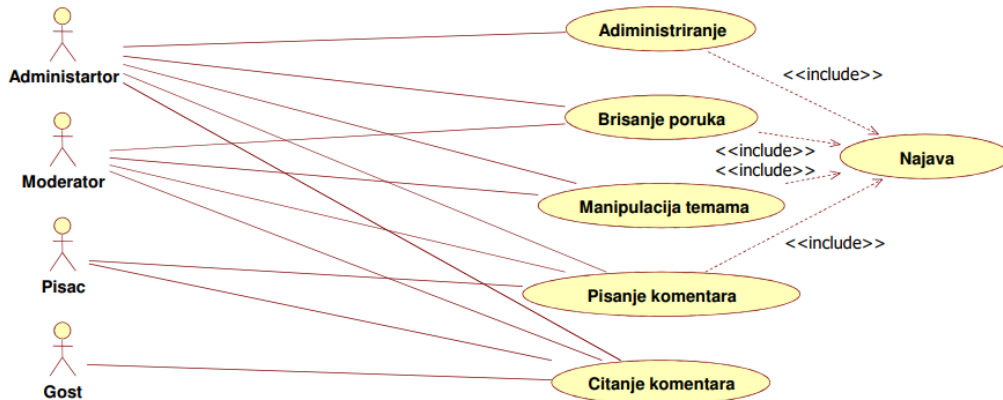 Administartor
Adiministriranje
<<include>>
Brisanje poruka
<<include>>
Najava
Moderator
<<include>>
Manipulacija temama
<<include>>
Pisac
Pisanje komentara
Gost
Citanje komentara